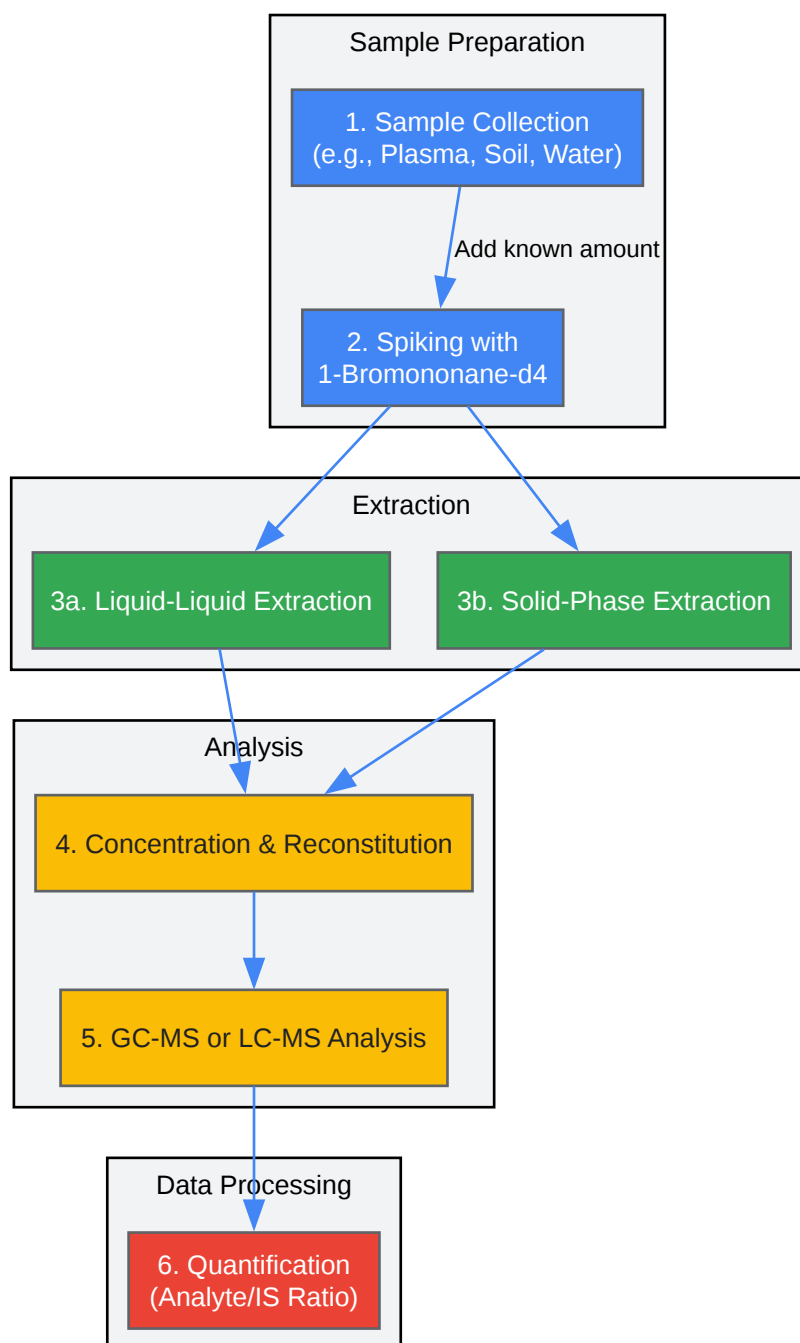 Sample Preparation
1. Sample Collection
(e.g., Plasma, Soil, Water)
Add known amount
2. Spiking with
1-Bromononane-d4
Extraction
3a. Liquid-Liquid Extraction
3b. Solid-Phase Extraction
Analysis
4. Concentration & Reconstitution
5. GC-MS or LC-MS Analysis
Data Processing
6. Quantification
(Analyte/IS Ratio)